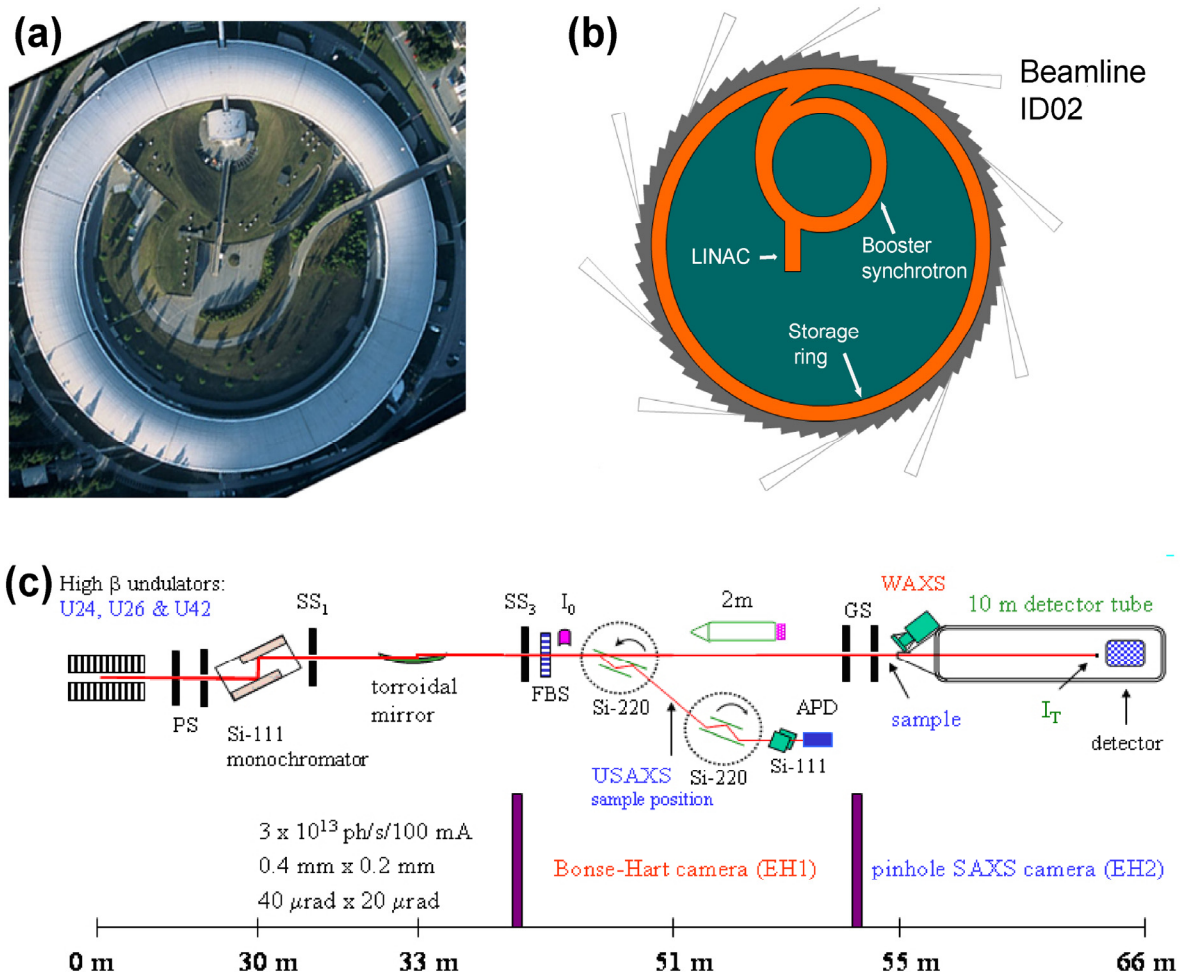 (a)
(b)
Beamline
ID02
LINAC
Booster
synchrotron
Storage
ring
(c)
High β undulators:
U24, U26 & U42
SS1
SS3
I0
2m
GS
WAXS
10 m detector tube
PS
Si-111
monochromator
torroidal
mirror
FBS
Si-220
USAXS
sample position
Si-220
APD
Si-111
sample
IT
detector
3 x 10¹³ ph/s/100 mA
0.4 mm x 0.2 mm
40 μrad x 20 μrad
Bonse-Hart camera (EH1)
pinhole SAXS camera (EH2)
0 m
30 m
33 m
51 m
55 m
66 m